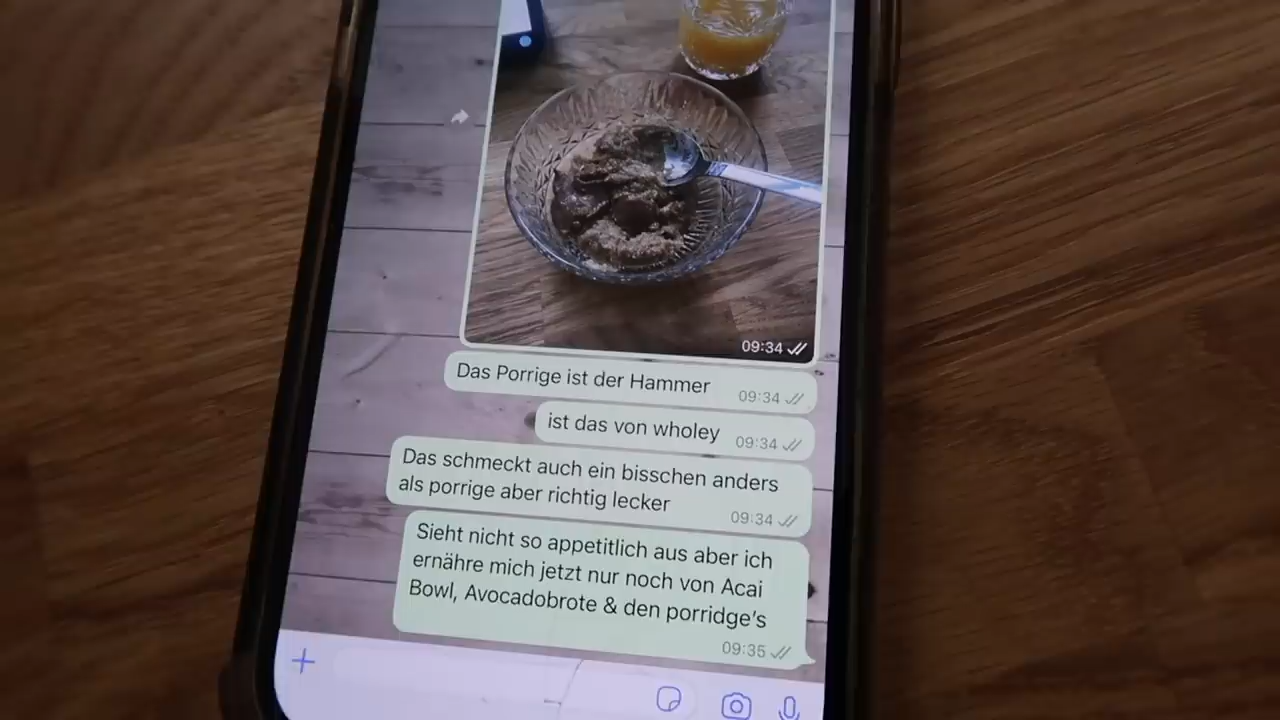 09:34
Das Porrige ist der Hammer
09:34
ist das von wholey
09:34
Das schmeckt auch ein bisschen anders
als porrige aber richtig lecker
09:34
Sieht nicht so appetitlich aus aber ich
ernähre mich jetzt nur noch von Acai
Bowl, Avocadobrote & den porridge's
09:35